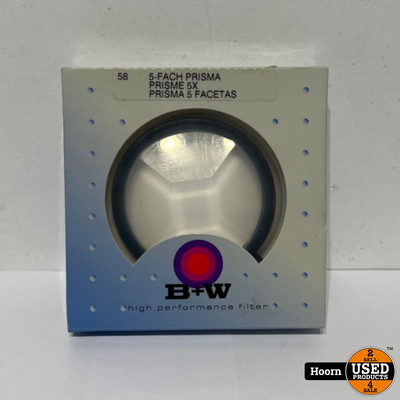 58 5-FACH PRISMA
PRISME 5X
PRISMA 5 FACETAS
B+W
high performance filter
Hoorn
2
SELL
USED
PRODUCTS
4
SALE
TM